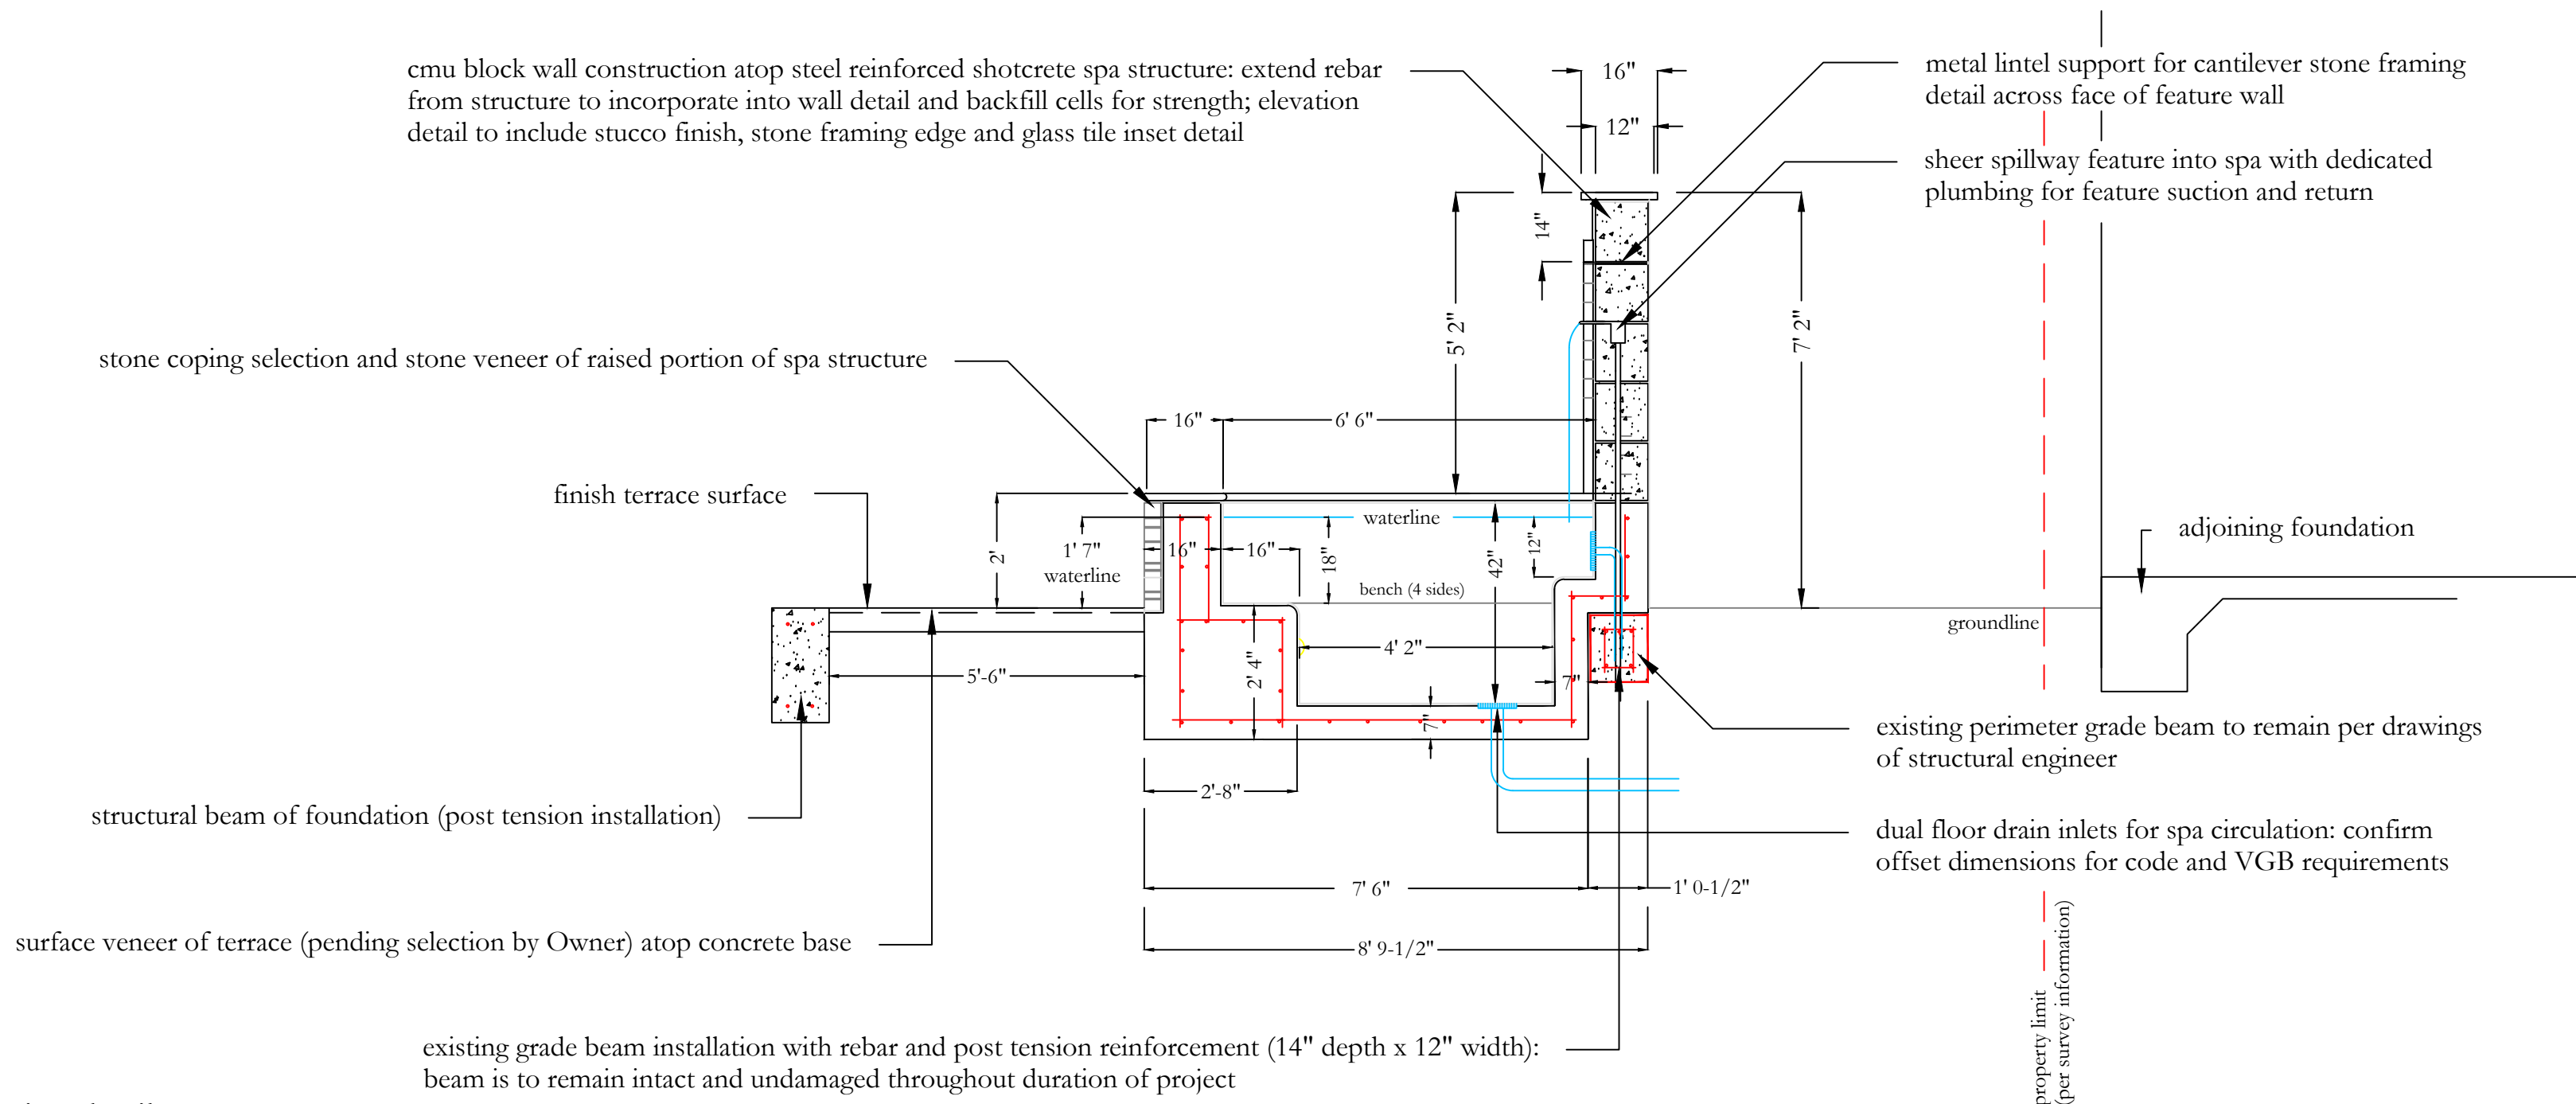 cmu block wall construction atop steel reinforced shotcrete spa structure: extend rebar
from structure to incorporate into wall detail and backfill cells for strength; elevation
detail to include stucco finish, stone framing edge and glass tile inset detail
16"
12"
metal lintel support for cantilever stone framing
detail across face of feature wall
sheer spillway feature into spa with dedicated
plumbing for feature suction and return
14"
5' 2"
7' 2"
stone coping selection and stone veneer of raised portion of spa structure
16"
6' 6"
finish terrace surface
2'
1' 7"
waterline
16"
16"
18"
waterline
42"
12"
bench (4 sides)
adjoining foundation
groundline
5'-6"
2' 4"
4' 2"
7"
7"
2'-8"
existing perimeter grade beam to remain per drawings
of structural engineer
structural beam of foundation (post tension installation)
dual floor drain inlets for spa circulation: confirm
offset dimensions for code and VGB requirements
7' 6"
1' 0-1/2"
8' 9-1/2"
surface veneer of terrace (pending selection by Owner) atop concrete base
property limit
(per survey information)
existing grade beam installation with rebar and post tension reinforcement (14" depth x 12" width):
beam is to remain intact and undamaged throughout duration of project